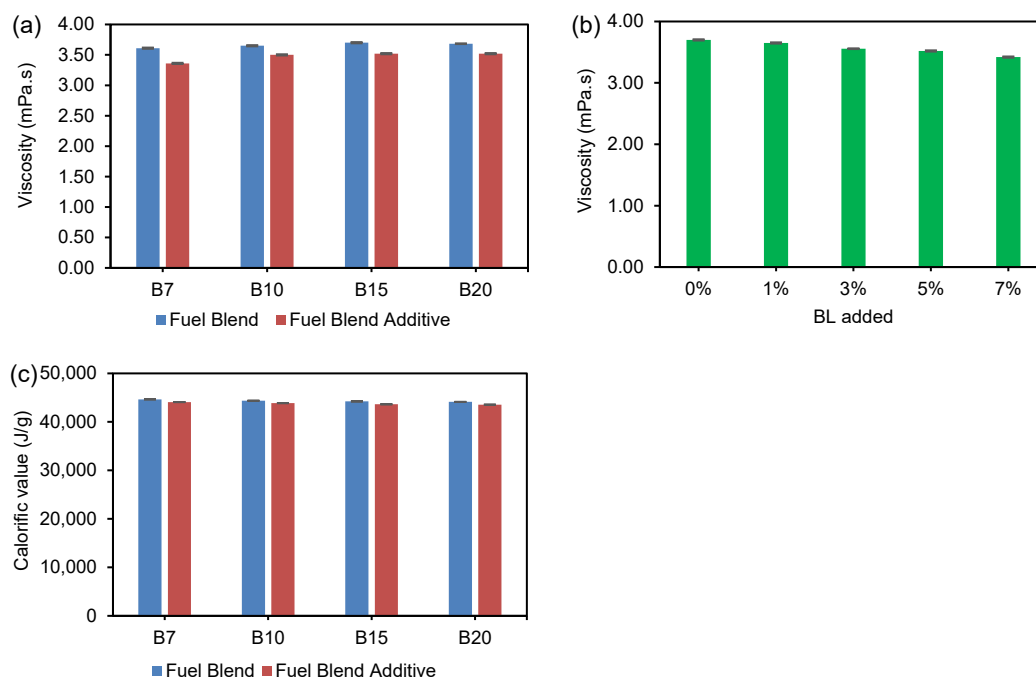 (a)
Viscosity (mPa.s)
4.00
3.50
3.00
2.50
2.00
1.50
1.00
0.50
0.00
B7 B10 B15 B20
Fuel Blend Fuel Blend Additive
(b)
Viscosity (mPa.s)
4.00
3.00
2.00
1.00
0.00
0% 1% 3% 5% 7%
BL added
(c)
Calorific value (J/g)
50,000
40,000
30,000
20,000
10,000
0
B7 B10 B15 B20
Fuel Blend Fuel Blend Additive